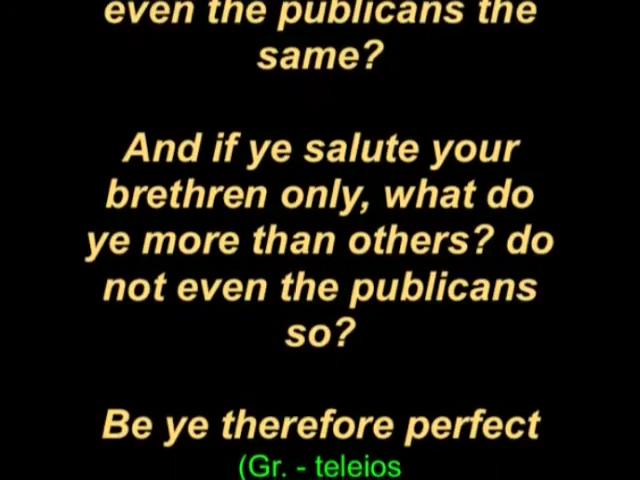 even the publicans the
same?
And if ye salute your
brethren only, what do
ye more than others? do
not even the publicans
so?
Be ye therefore perfect
(Gr. - teleios